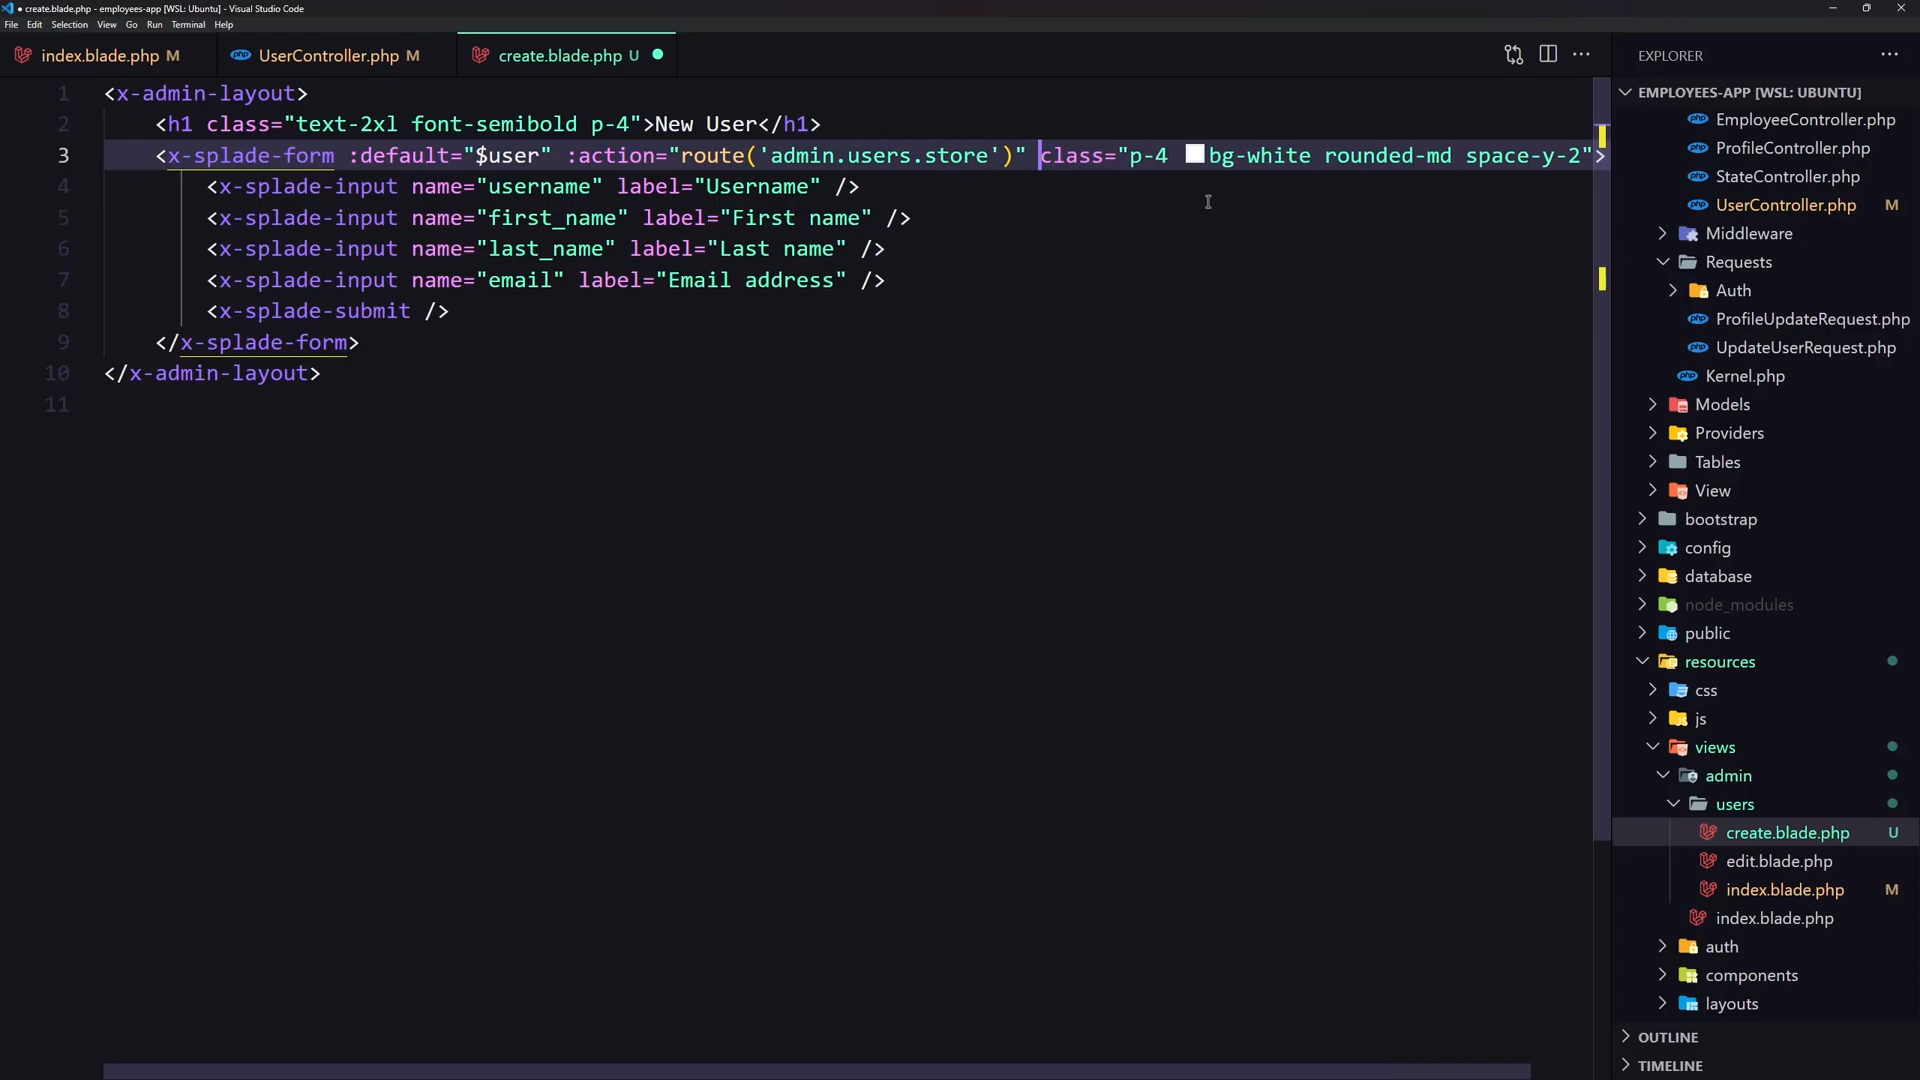 ● create.blade.php - employees-app [WSL: Ubuntu] - Visual Studio Code
File Edit Selection View Go Run Terminal Help
index.blade.php M
php UserController.php M
create.blade.php U
1 <x-admin-layout>
2 <h1 class="text-2xl font-semibold p-4">New User</h1>
3 <x-splade-form :default="$user" :action="route('admin.users.store')" class="p-4 bg-white rounded-md space-y-2">
4 <x-splade-input name="username" label="Username" />
5 <x-splade-input name="first_name" label="First name" />
6 <x-splade-input name="last_name" label="Last name" />
7 <x-splade-input name="email" label="Email address" />
8 <x-splade-submit />
9 </x-splade-form>
10 </x-admin-layout>
11
EXPLORER
EMPLOYEES-APP [WSL: UBUNTU]
php EmployeeController.php
php ProfileController.php
php StateController.php
php UserController.php M
Middleware
Requests
Auth
php ProfileUpdateRequest.php
php UpdateUserRequest.php
php Kernel.php
Models
Providers
Tables
View
bootstrap
config
database
node_modules
public
resources
css
js
views
admin
users
create.blade.php U
edit.blade.php
index.blade.php M
index.blade.php
auth
components
layouts
OUTLINE
TIMELINE